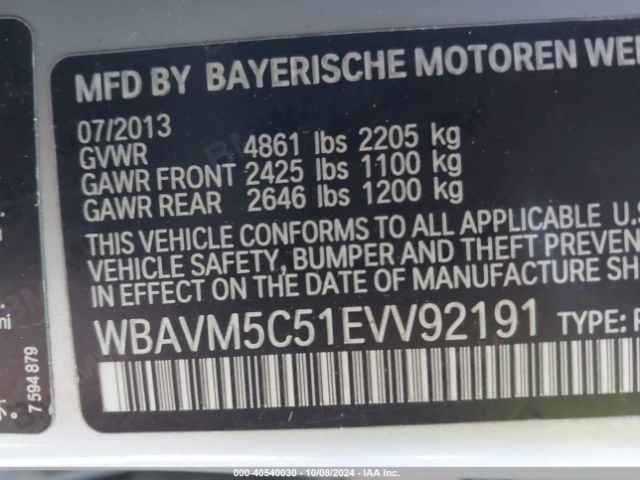 MFD BY BAYERISCHE MOTOREN WE
07/2013
GVWR 4861 lbs 2205 kg
GAWR FRONT 2425 lbs 1100 kg
GAWR REAR 2646 lbs 1200 kg
THIS VEHICLE CONFORMS TO ALL APPLICABLE U.S
VEHICLE SAFETY, BUMPER AND THEFT PREVEN
IN EFFECT ON THE DATE OF MANUFACTURE SH
WBAVM5C51EVV92191 TYPE:
7 594 879
000-40540030 - 10/08/2024 - IAA Inc.